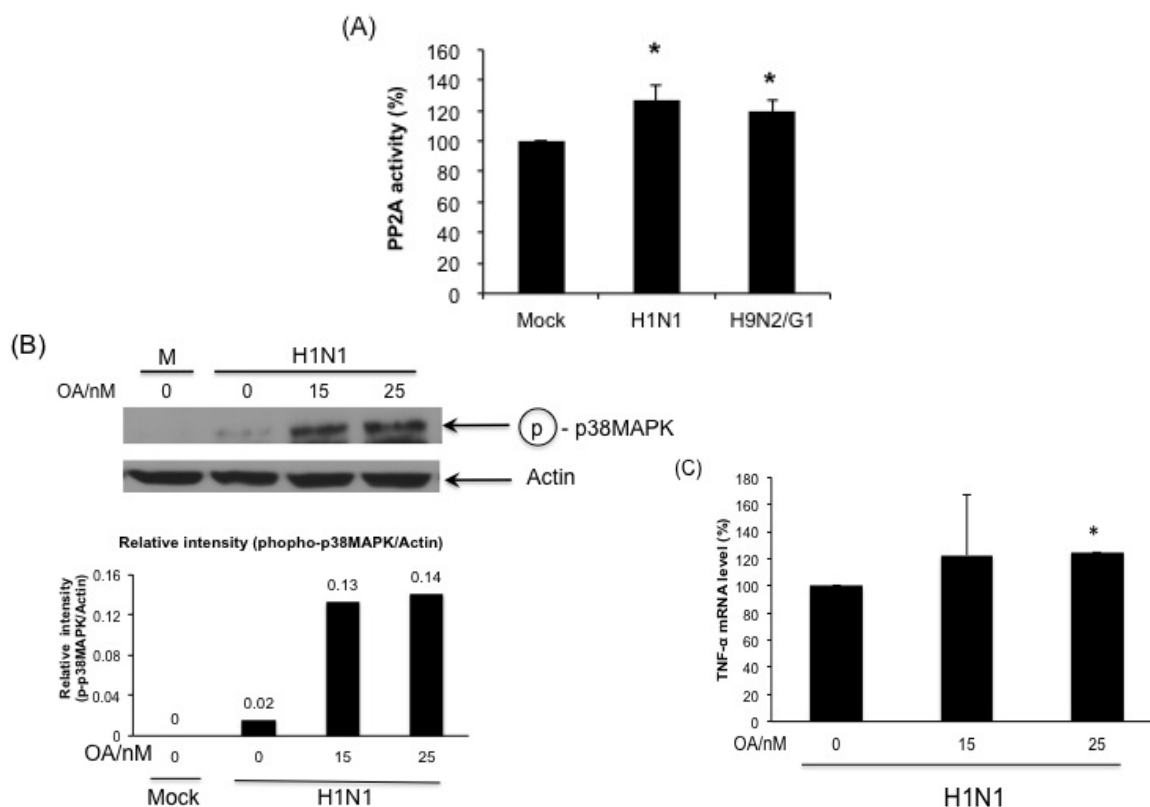 (A)
PP2A activity (%)
160
140
120
100
80
60
40
20
0
*
*
Mock H1N1 H9N2/G1
(B)
M H1N1
OA/nM 0 0 15 25
p - p38MAPK
Actin
Relative intensity (phopho-p38MAPK/Actin)
Relative intensity
(p-p38MAPK/Actin)
0.16
0.12
0.08
0.04
0
0 0.02 0.13 0.14
OA/nM 0 0 15 25
Mock H1N1
(C)
TNF-α mRNA level (%)
180
160
140
120
100
80
60
40
20
0
*
OA/nM 0 15 25
H1N1